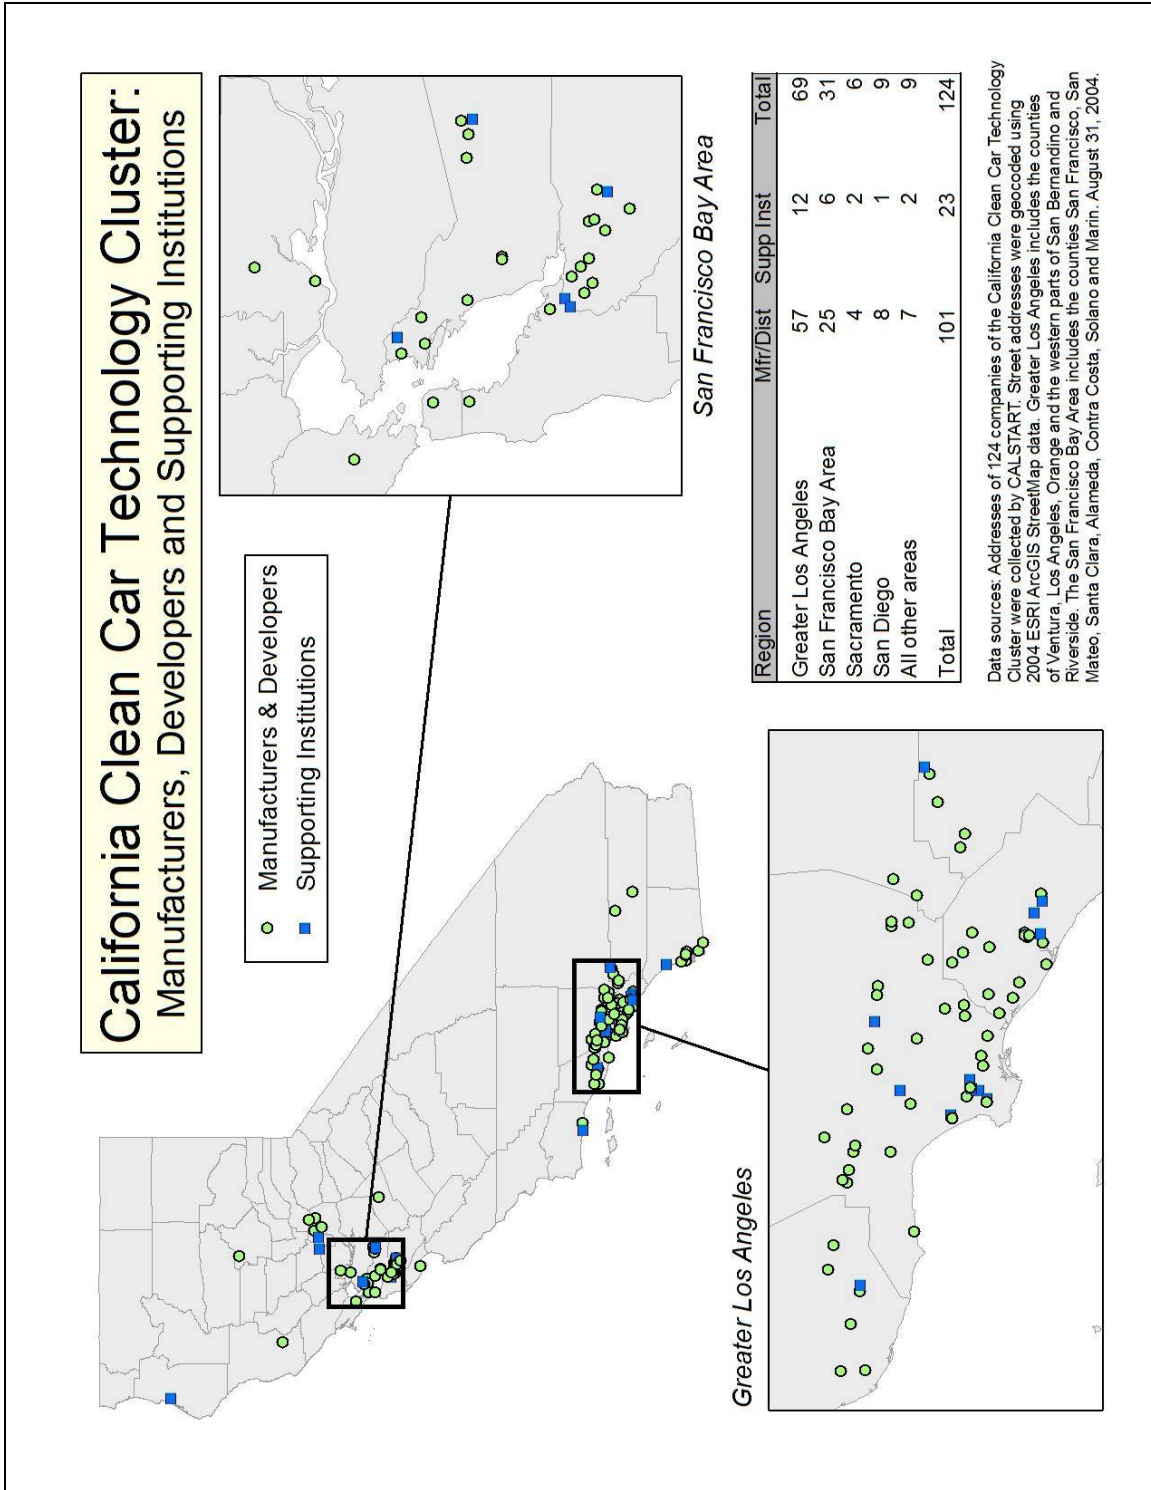 California Clean Car Technology Cluster:
Manufacturers, Developers and Supporting Institutions
Manufacturers & Developers
Supporting Institutions
San Francisco Bay Area
Greater Los Angeles
Region Mfr/Dist Supp Inst Total
Greater Los Angeles 57 12 69
San Francisco Bay Area 25 6 31
Sacramento 4 2 6
San Diego 8 1 9
All other areas 7 2 9
Total 101 23 124
Data sources: Addresses of 124 companies of the California Clean Car Technology
Cluster were collected by CALSTART. Street addresses were geocoded using
2004 ESRI ArcGIS StreetMap data. Greater Los Angeles includes the counties
of Ventura, Los Angeles, Orange and the western parts of San Bernandino and
Riverside. The San Francisco Bay Area includes the counties San Francisco, San
Mateo, Santa Clara, Alameda, Contra Costa, Solano and Marin. August 31, 2004.